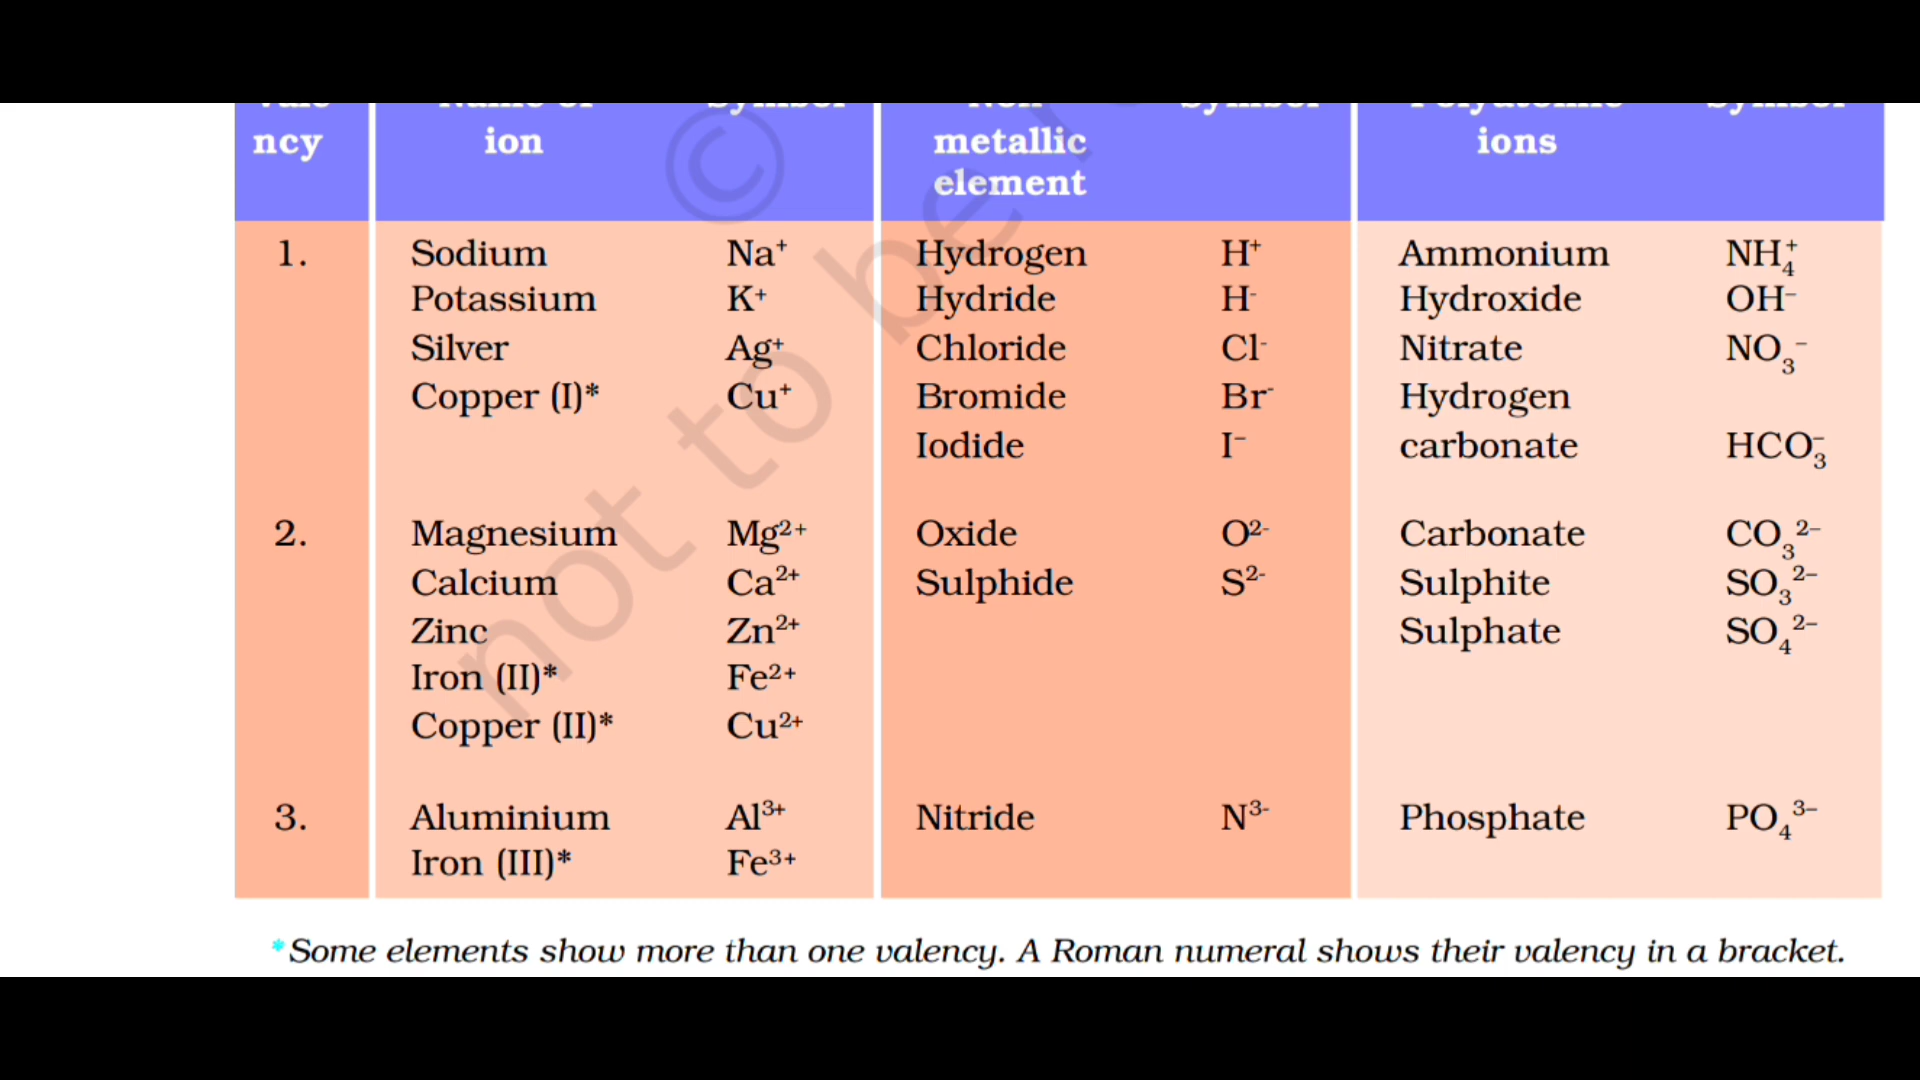 ncy ion metallic ions
element
1. Sodium Na⁺ Hydrogen H⁺ Ammonium NH₄⁺
Potassium K⁺ Hydride H⁻ Hydroxide OH⁻
Silver Ag⁺ Chloride Cl⁻ Nitrate NO₃⁻
Copper (I)* Cu⁺ Bromide Br⁻ Hydrogen
Iodide I⁻ carbonate HCO₃⁻
2. Magnesium Mg²⁺ Oxide O²⁻ Carbonate CO₃²⁻
Calcium Ca²⁺ Sulphide S²⁻ Sulphite SO₃²⁻
Zinc Zn²⁺ Sulphate SO₄²⁻
Iron (II)* Fe²⁺
Copper (II)* Cu²⁺
3. Aluminium Al³⁺ Nitride N³⁻ Phosphate PO₄³⁻
Iron (III)* Fe³⁺
*Some elements show more than one valency. A Roman numeral shows their valency in a bracket.
©
not to be